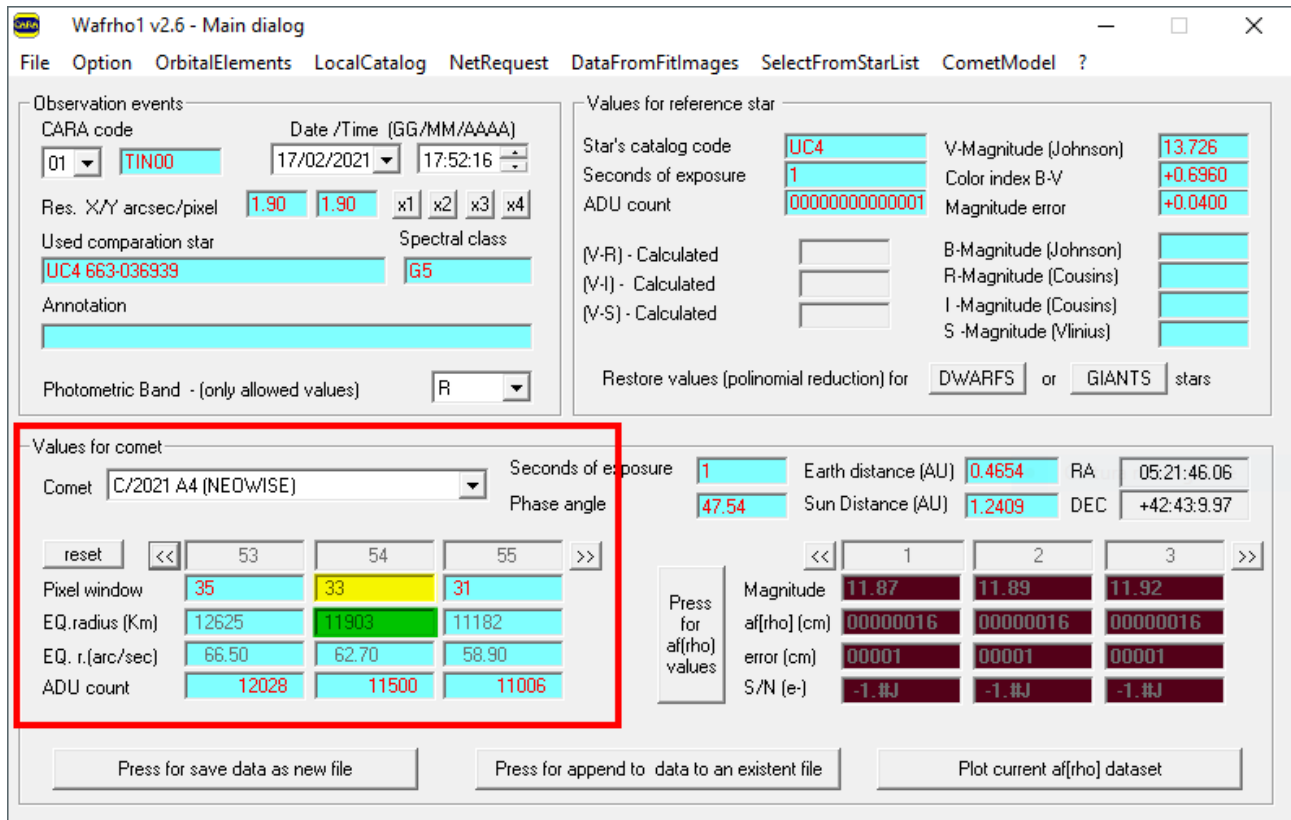 CARA Wafrho1 v2.6 - Main dialog
File Option OrbitalElements LocalCatalog NetRequest DataFromFitImages SelectFromStarList CometModel ?
Observation events
CARA code Date /Time (GG/MM/AAAA)
01 TIN00 17/02/2021 17:52:16
Res. X/Y arcsec/pixel 1.90 1.90 x1 x2 x3 x4
Used comparation star Spectral class
UC4 663-036939 G5
Annotation
Photometric Band - (only allowed values) R
Values for reference star
Star's catalog code UC4 V-Magnitude (Johnson) 13.726
Seconds of exposure 1 Color index B-V +0.6960
ADU count 00000000000001 Magnitude error +0.0400
(V-R) - Calculated B-Magnitude (Johnson)
(V-I) - Calculated R-Magnitude (Cousins)
(V-S) - Calculated I -Magnitude (Cousins)
S -Magnitude (Vlinius)
Restore values (polinomial reduction) for DWARFS or GIANTS stars
Values for comet
Comet C/2021 A4 (NEOWISE) Seconds of exposure 1 Earth distance (AU) 0.4654 RA 05:21:46.06
Phase angle 47.54 Sun Distance (AU) 1.2409 DEC +42:43:9.97
reset << 53 54 55 >> << 1 2 3 >>
Pixel window 35 33 31
EQ.radius (Km) 12625 11903 11182
EQ. r.(arc/sec) 66.50 62.70 58.90
ADU count 12028 11500 11006
Press for af(rho) values
Magnitude 11.87 11.89 11.92
af[rho] (cm) 00000016 00000016 00000016
error (cm) 00001 00001 00001
S/N (e-) -1.#J -1.#J -1.#J
Press for save data as new file Press for append to data to an existent file Plot current af[rho] dataset